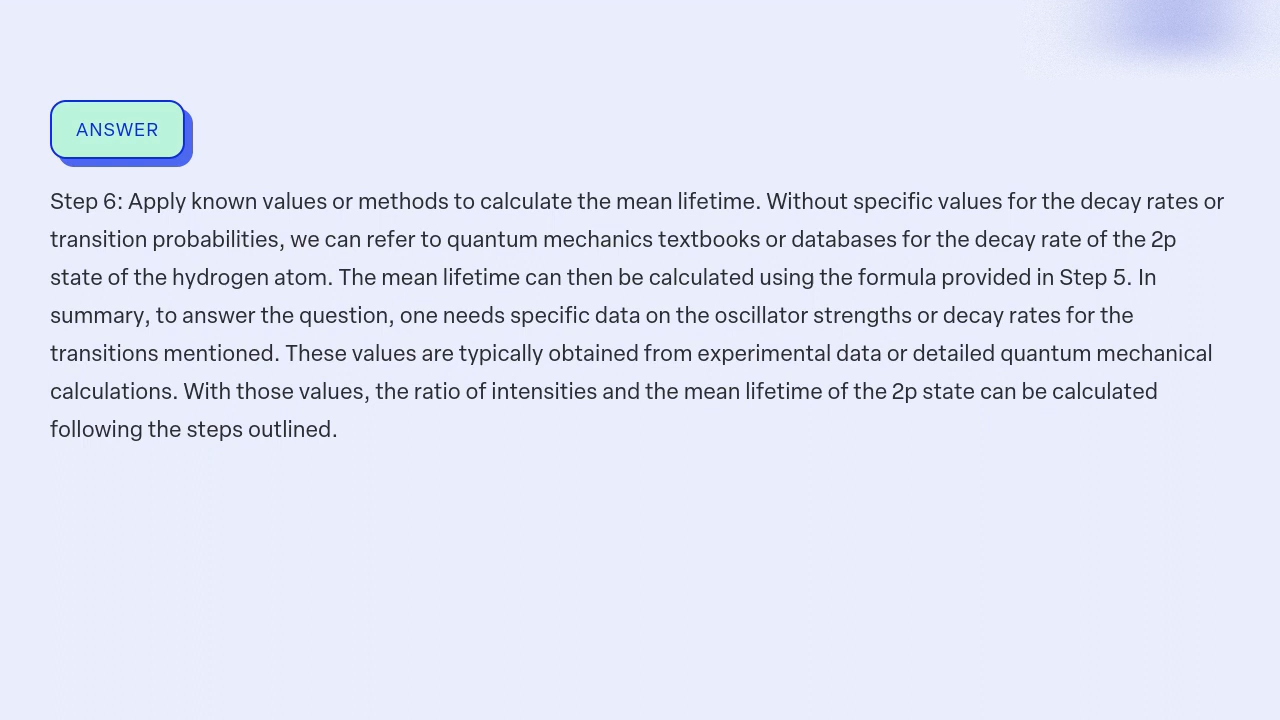 ANSWER
Step 6: Apply known values or methods to calculate the mean lifetime. Without specific values for the decay rates or
transition probabilities, we can refer to quantum mechanics textbooks or databases for the decay rate of the 2p
state of the hydrogen atom. The mean lifetime can then be calculated using the formula provided in Step 5. In
summary, to answer the question, one needs specific data on the oscillator strengths or decay rates for the
transitions mentioned. These values are typically obtained from experimental data or detailed quantum mechanical
calculations. With those values, the ratio of intensities and the mean lifetime of the 2p state can be calculated
following the steps outlined.